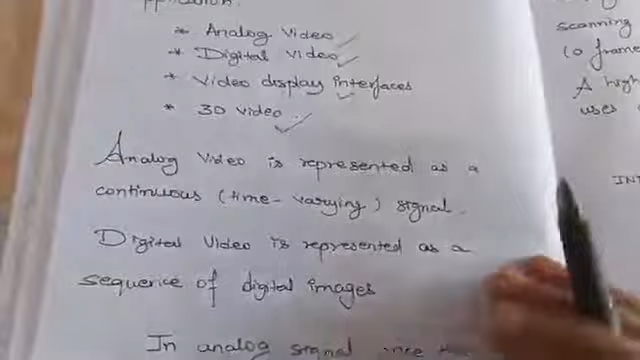 * Analog Video
* Digital Video
* Video display interfaces
* 3D Video
Analog Video is represented as a
continuous (time-varying) signal.
Digital Video is represented as a
sequence of digital images
In analog signal
scanning
A high
uses
INT